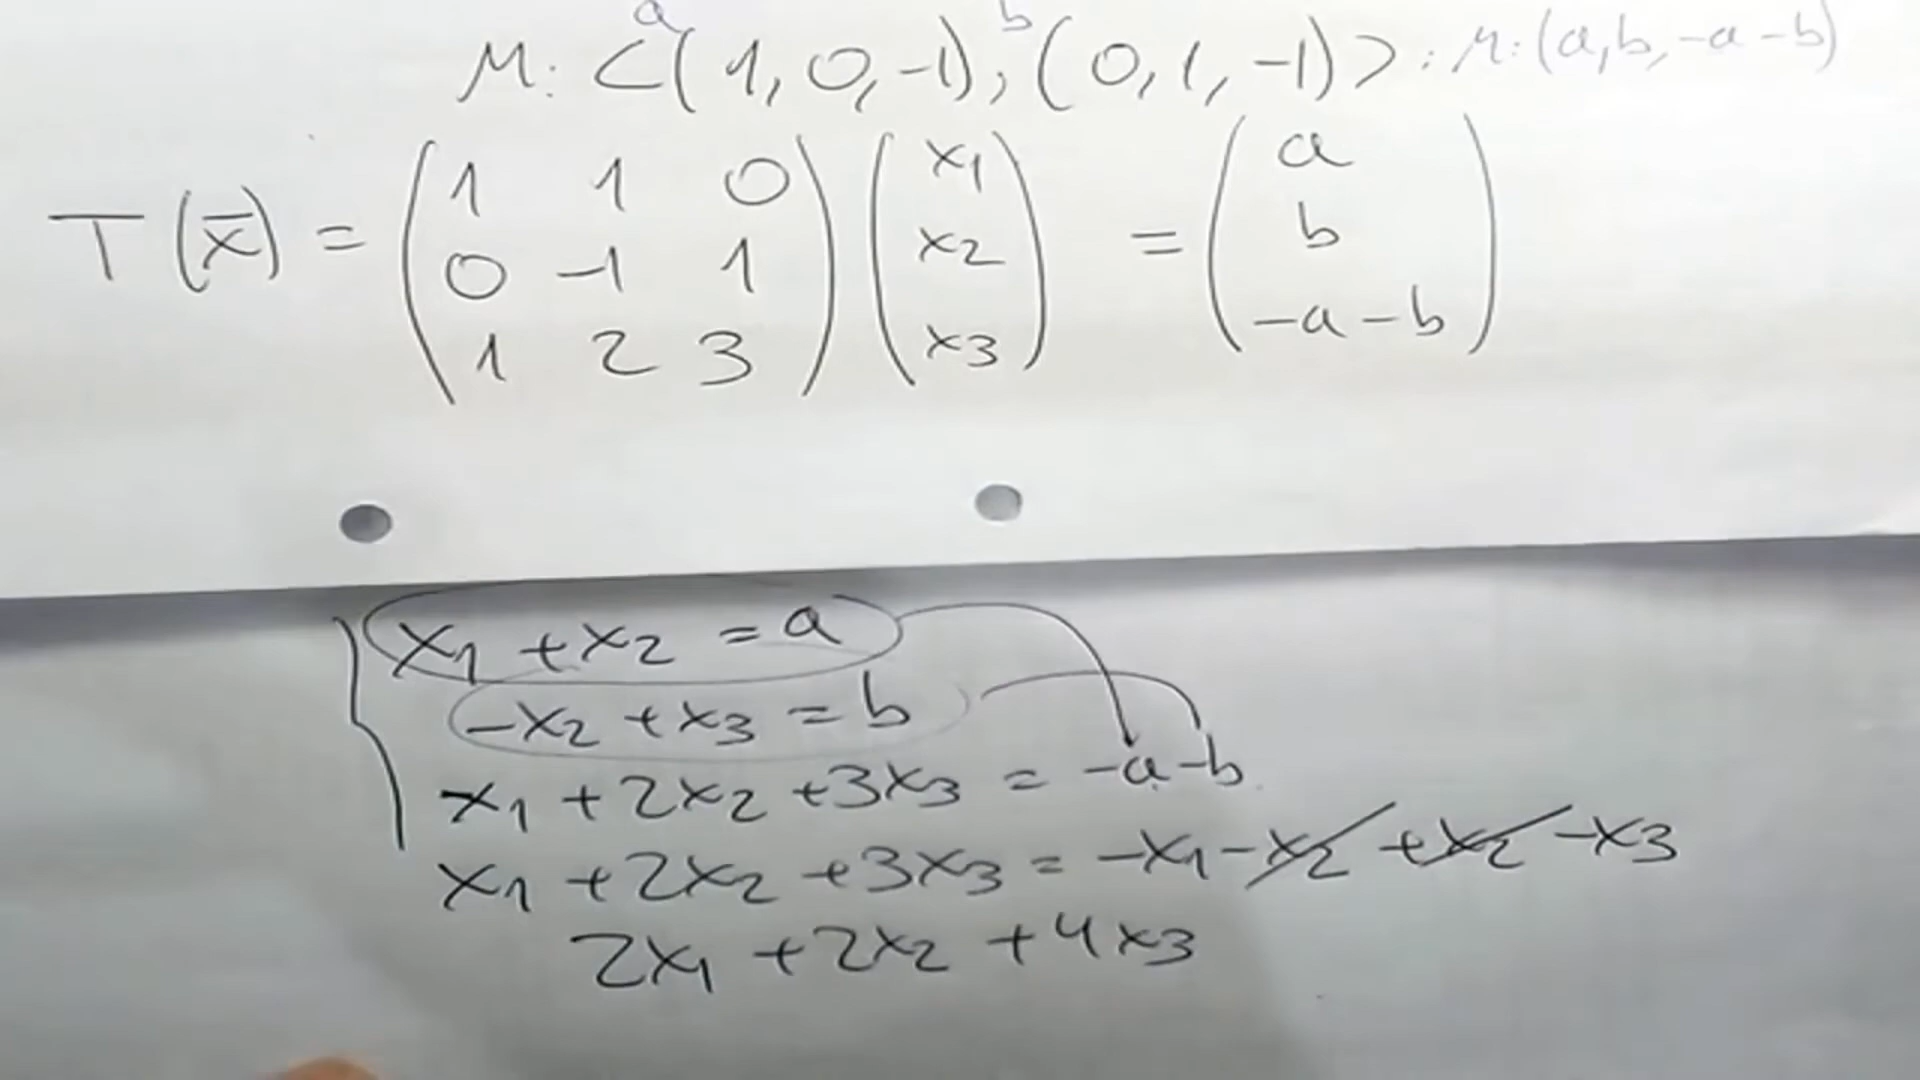 a b
M: <(1,0,-1),(0,1,-1)> : M:(a,b,-a-b)
T(x̅) = (1 1 0) (x1) = (a)
(0 -1 1) (x2) (b)
(1 2 3) (x3) (-a-b)
x1 + x2 = a
-x2 + x3 = b
x1 + 2x2 + 3x3 = -a-b
x1 + 2x2 + 3x3 = -x1 - x2 + x2 - x3
2x1 + 2x2 + 4x3